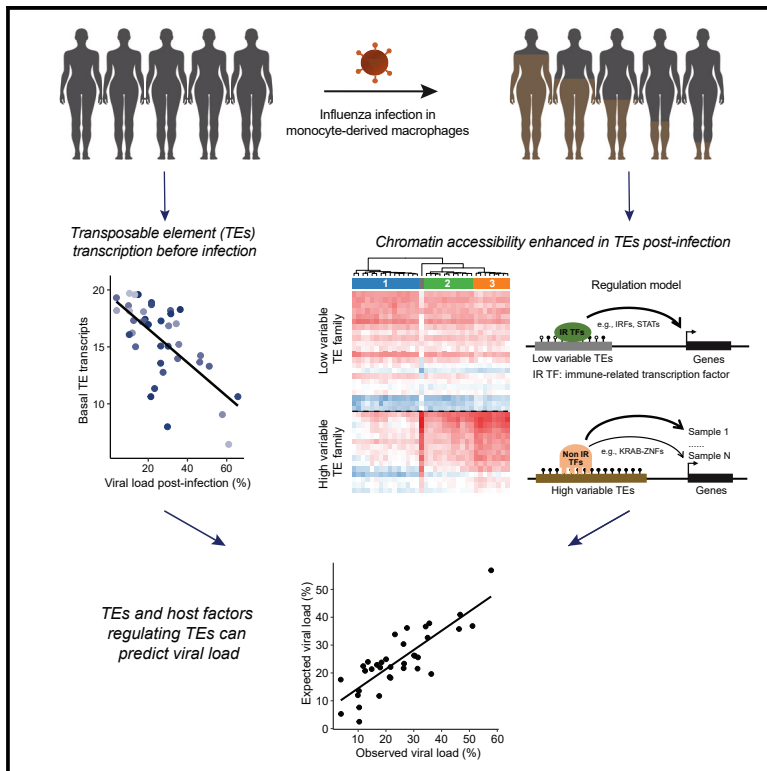 Influenza infection in
monocyte-derived macrophages
Transposable element (TEs)
transcription before infection
Basal TE transcripts
20
15
10
20 40 60
Viral load post-infection (%)
Chromatin accessibility enhanced in TEs post-infection
1 2 3
Low variable
TE family
High variable
TE family
Regulation model
IR TFs
e.g., IRFs, STATs
Low variable TEs
Genes
IR TF: immune-related transcription factor
Non IR
TFs
e.g., KRAB-ZNFs
Sample 1
......
Sample N
High variable TEs
Genes
TEs and host factors
regulating TEs can
predict viral load
Expected viral load (%)
50
40
30
20
10
0
10 20 30 40 50 60
Observed viral load (%)